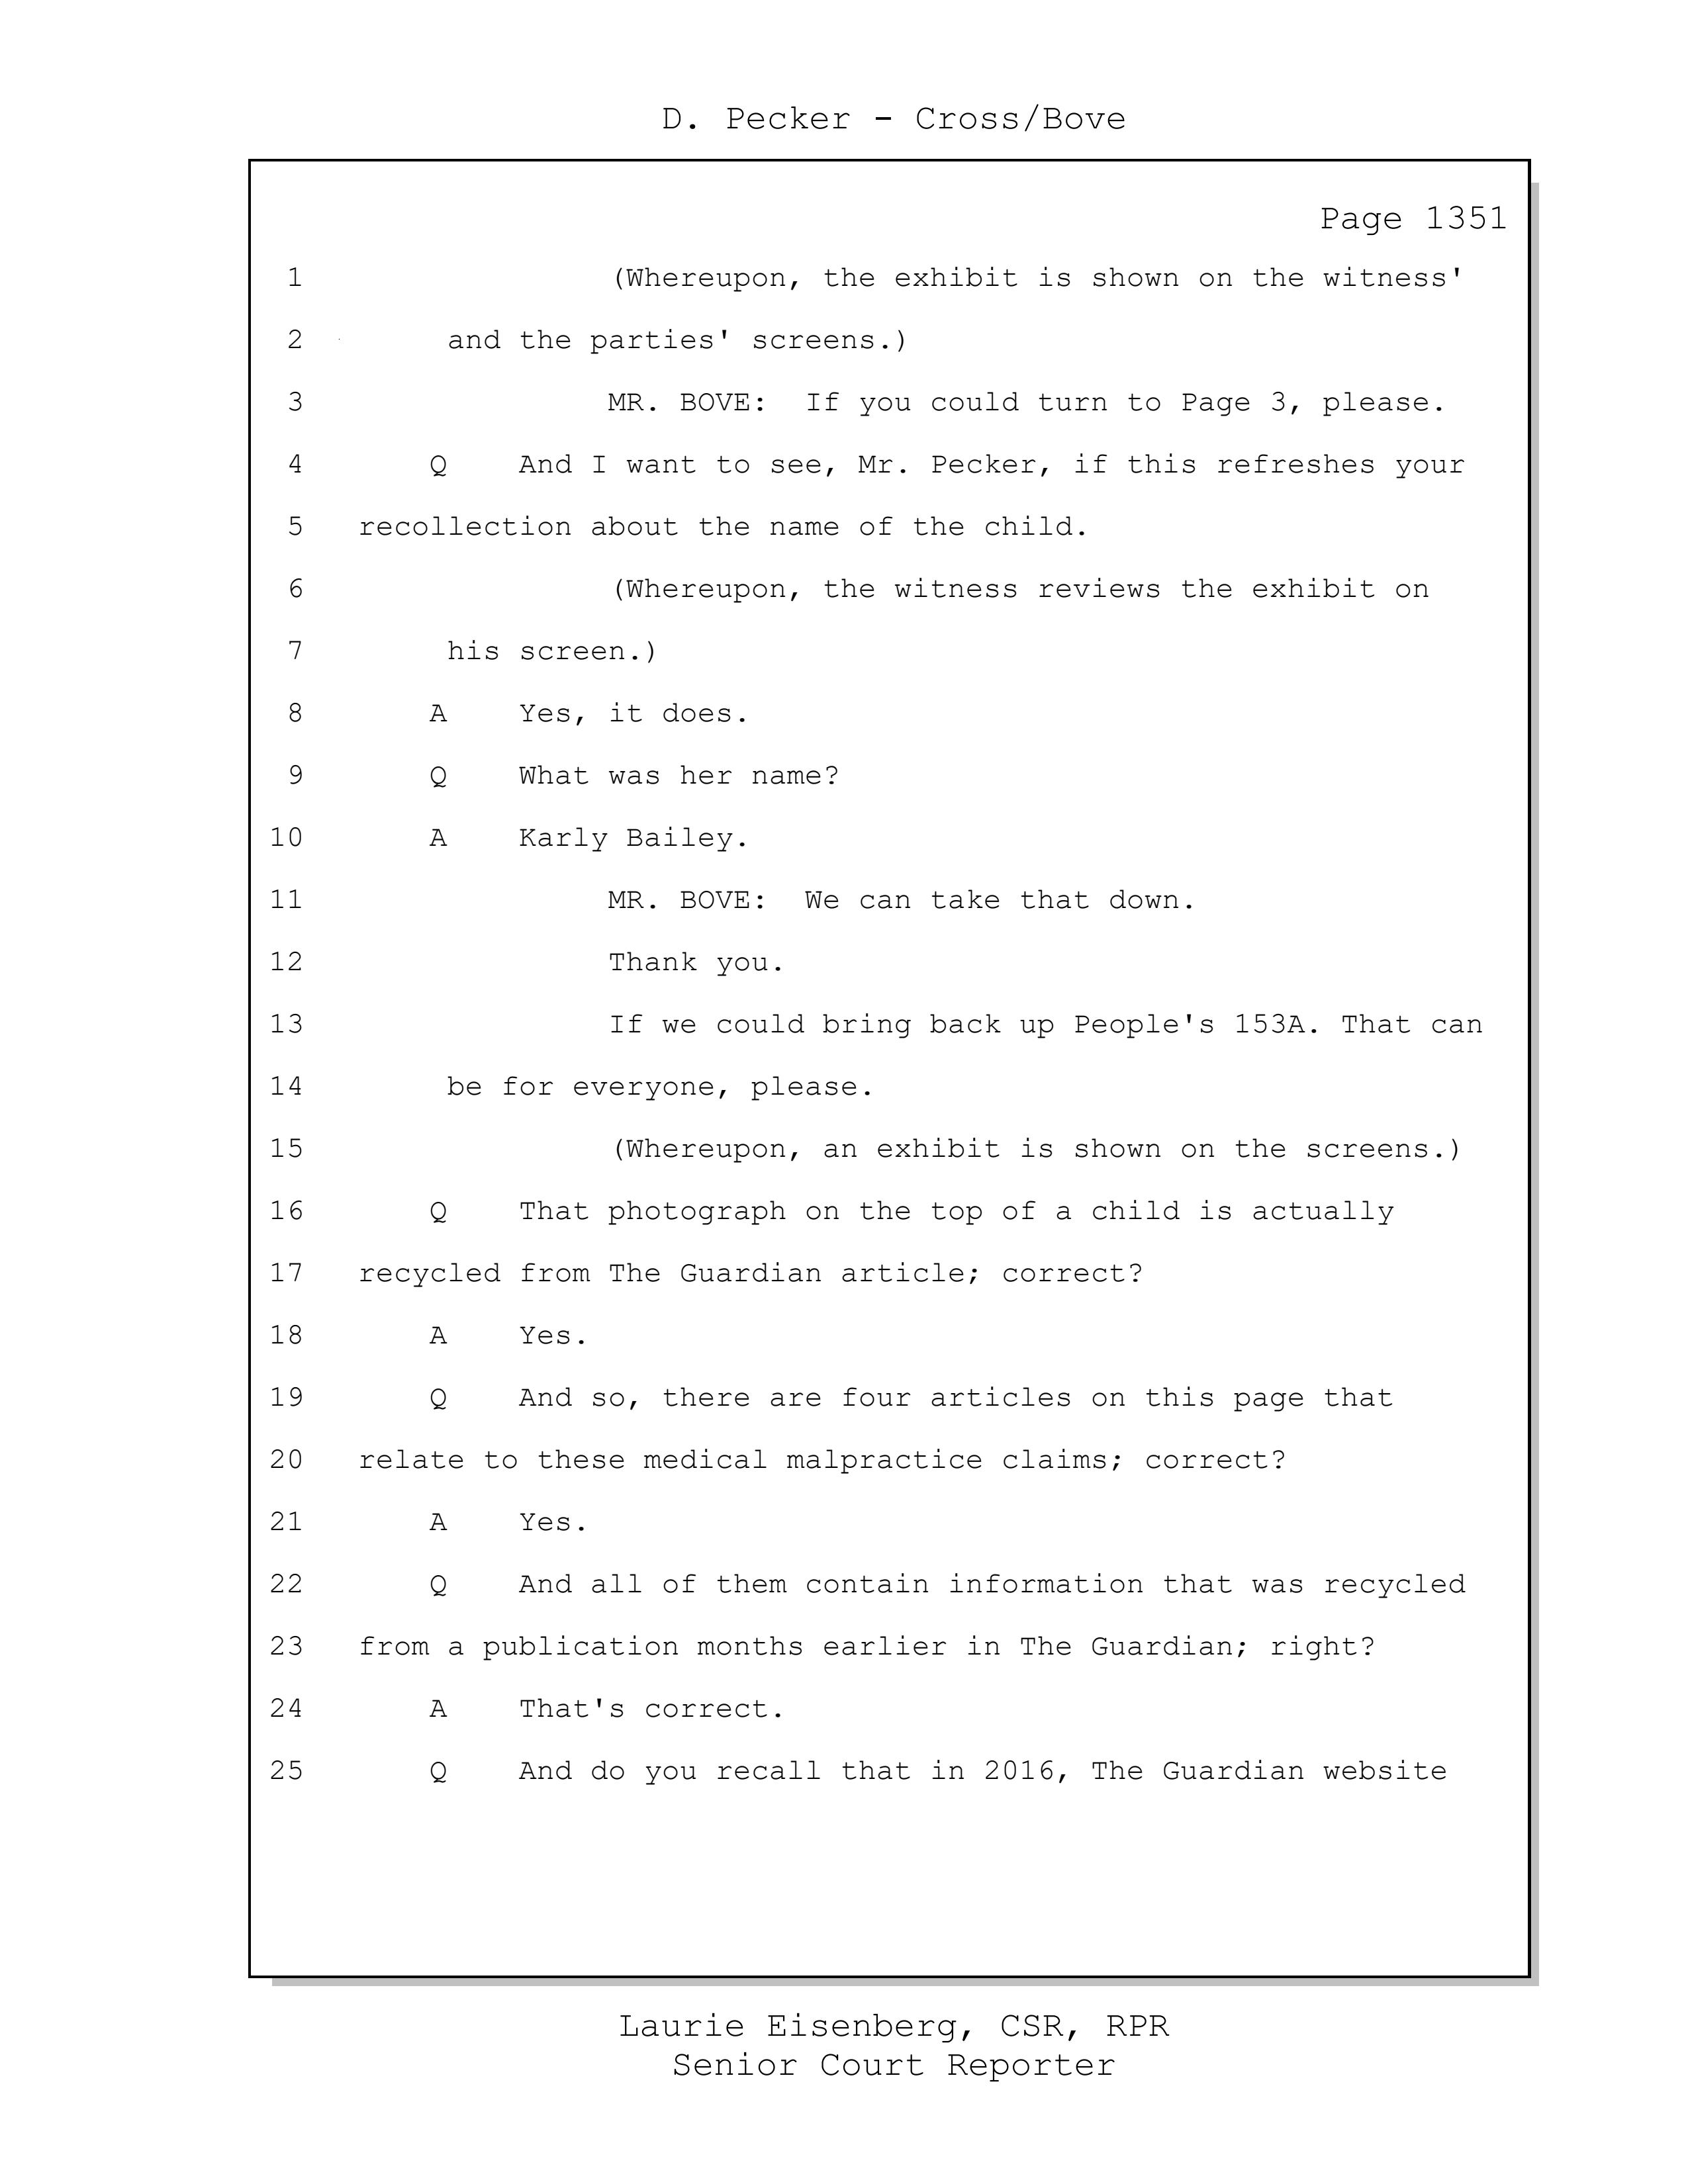 D. Pecker - Cross/Bove
Page 1351
1 (Whereupon, the exhibit is shown on the witness'
2 and the parties' screens.)
3 MR. BOVE: If you could turn to Page 3, please.
4 Q And I want to see, Mr. Pecker, if this refreshes your
5 recollection about the name of the child.
6 (Whereupon, the witness reviews the exhibit on
7 his screen.)
8 A Yes, it does.
9 Q What was her name?
10 A Karly Bailey.
11 MR. BOVE: We can take that down.
12 Thank you.
13 If we could bring back up People's 153A. That can
14 be for everyone, please.
15 (Whereupon, an exhibit is shown on the screens.)
16 Q That photograph on the top of a child is actually
17 recycled from The Guardian article; correct?
18 A Yes.
19 Q And so, there are four articles on this page that
20 relate to these medical malpractice claims; correct?
21 A Yes.
22 Q And all of them contain information that was recycled
23 from a publication months earlier in The Guardian; right?
24 A That's correct.
25 Q And do you recall that in 2016, The Guardian website
Laurie Eisenberg, CSR, RPR
Senior Court Reporter